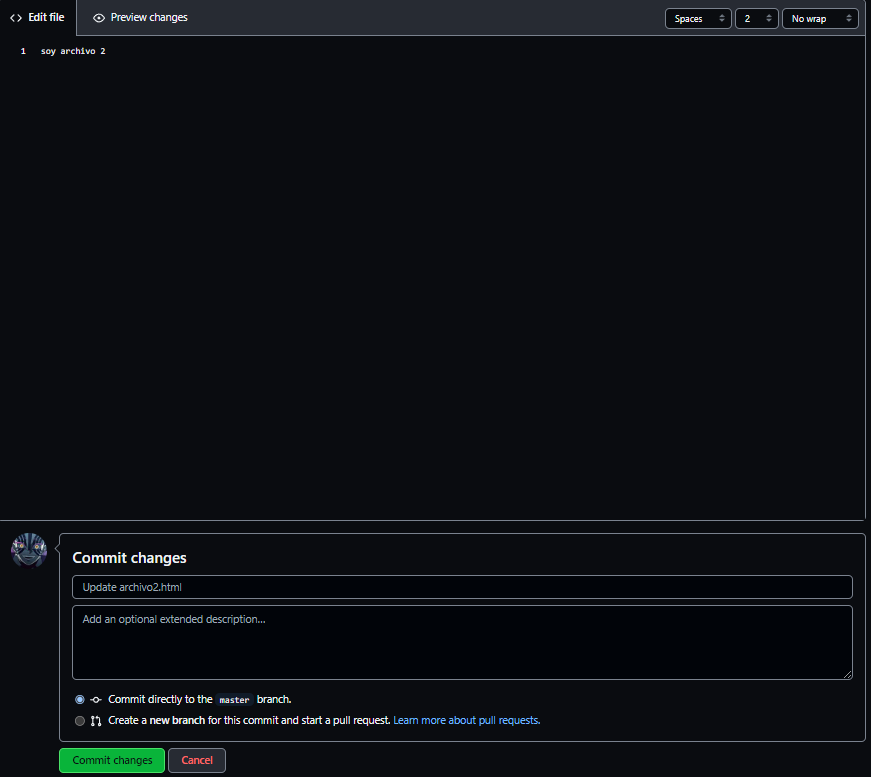 Edit file Preview changes Spaces 2 No wrap
1 soy archivo 2
Commit changes
Update archivo2.html
Add an optional extended description...
Commit directly to the master branch.
Create a new branch for this commit and start a pull request. Learn more about pull requests.
Commit changes Cancel